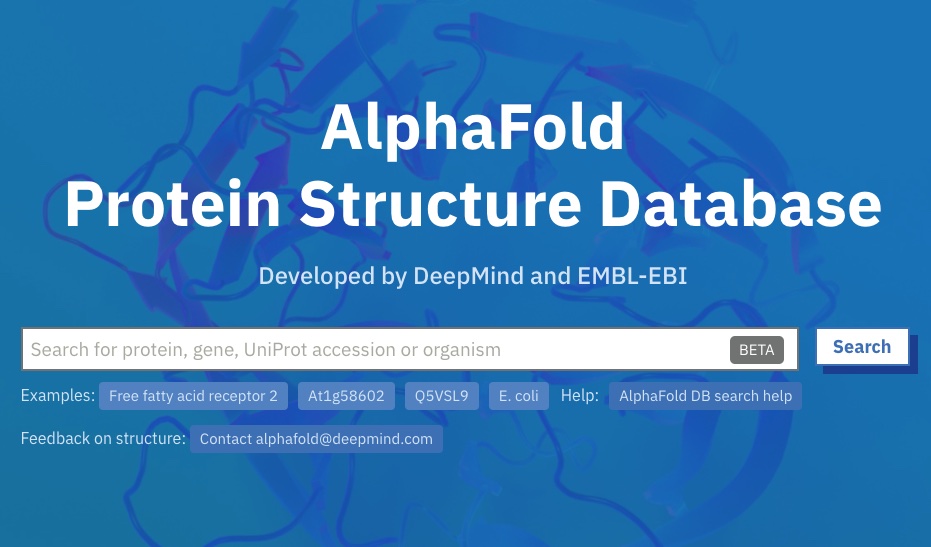 AlphaFold
Protein Structure Database
Developed by DeepMind and EMBL-EBI
Search for protein, gene, UniProt accession or organism BETA Search
Examples: Free fatty acid receptor 2 At1g58602 Q5VSL9 E. coli Help: AlphaFold DB search help
Feedback on structure: Contact alphafold@deepmind.com